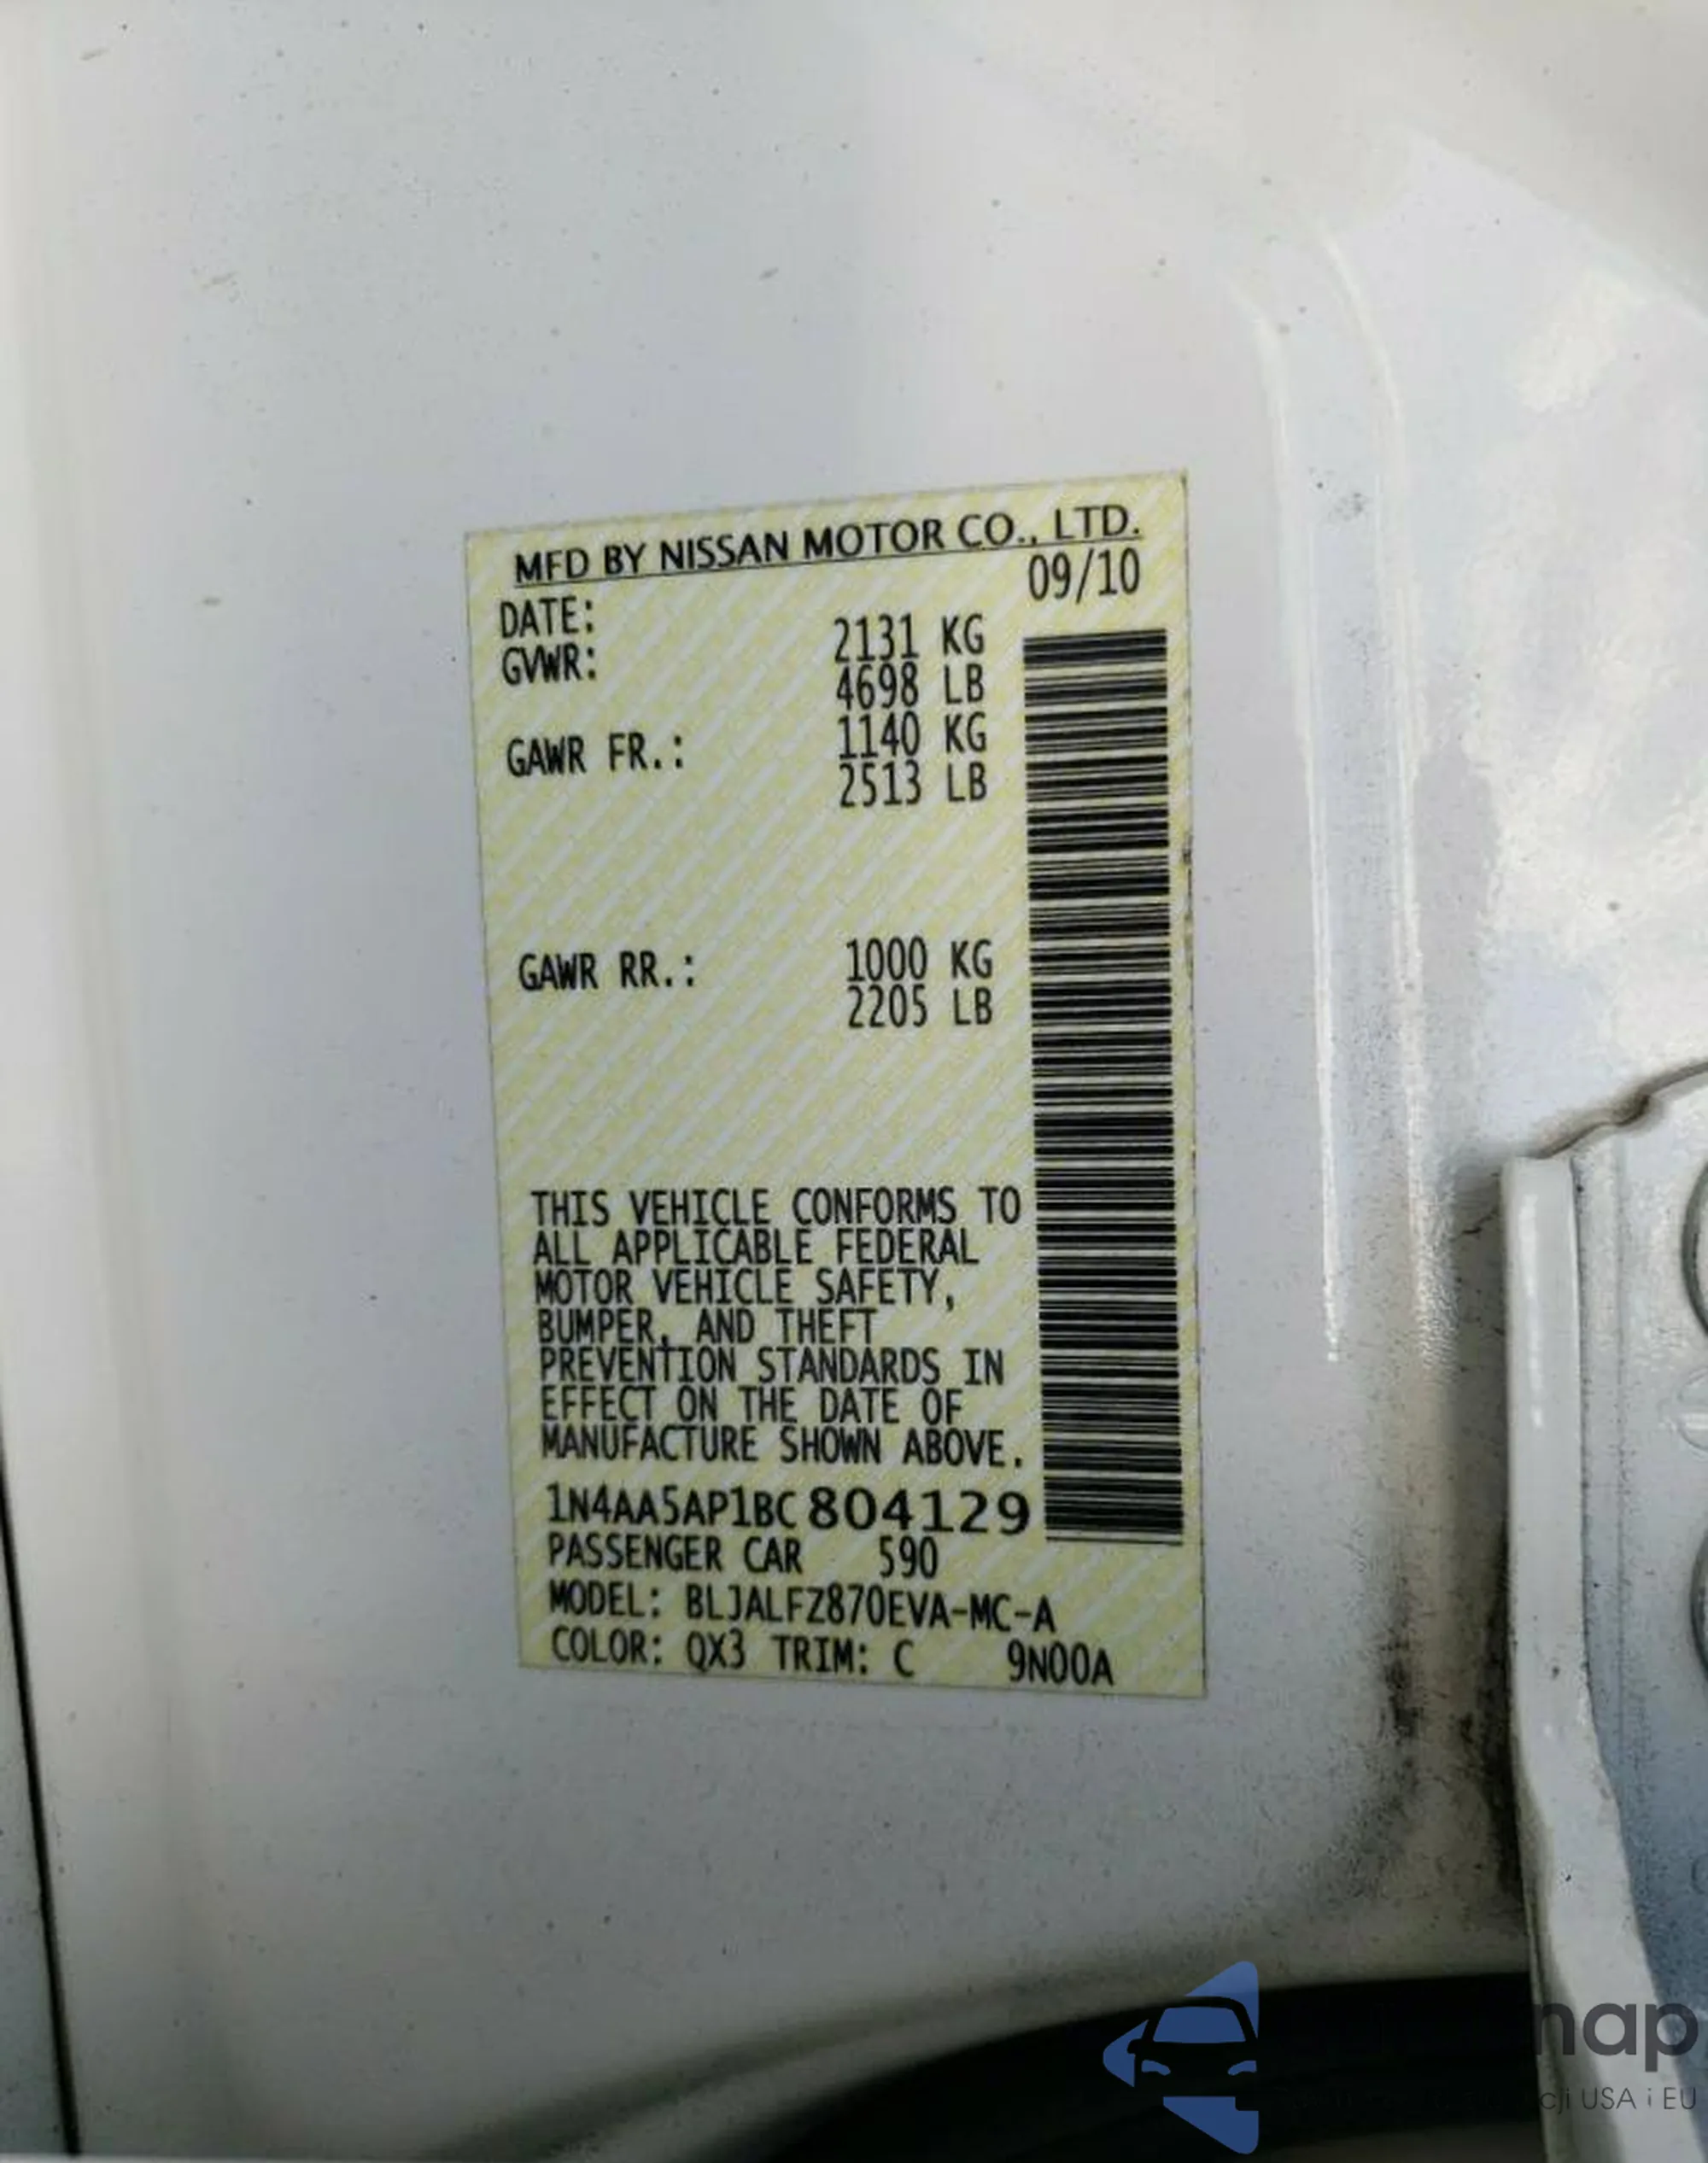 MFD BY NISSAN MOTOR CO., LTD.
DATE: 09/10
GVWR: 2131 KG
4698 LB
GAWR FR.: 1140 KG
2513 LB
GAWR RR.: 1000 KG
2205 LB
THIS VEHICLE CONFORMS TO
ALL APPLICABLE FEDERAL
MOTOR VEHICLE SAFETY,
BUMPER, AND THEFT
PREVENTION STANDARDS IN
EFFECT ON THE DATE OF
MANUFACTURE SHOWN ABOVE.
1N4AA5AP1BC804129
PASSENGER CAR 590
MODEL: BLJALFZ870EVA-MC-A
COLOR: QX3 TRIM: C 9N00A
USA i EU